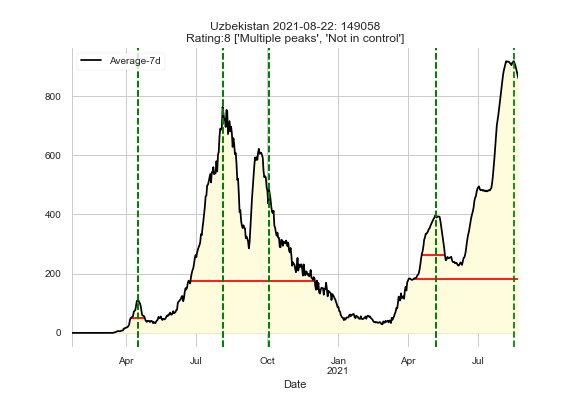 Uzbekistan 2021-08-22: 149058
Rating:8 ['Multiple peaks', 'Not in control']
Average-7d
800
600
400
200
0
Apr Jul Oct Jan Apr Jul
2021
Date